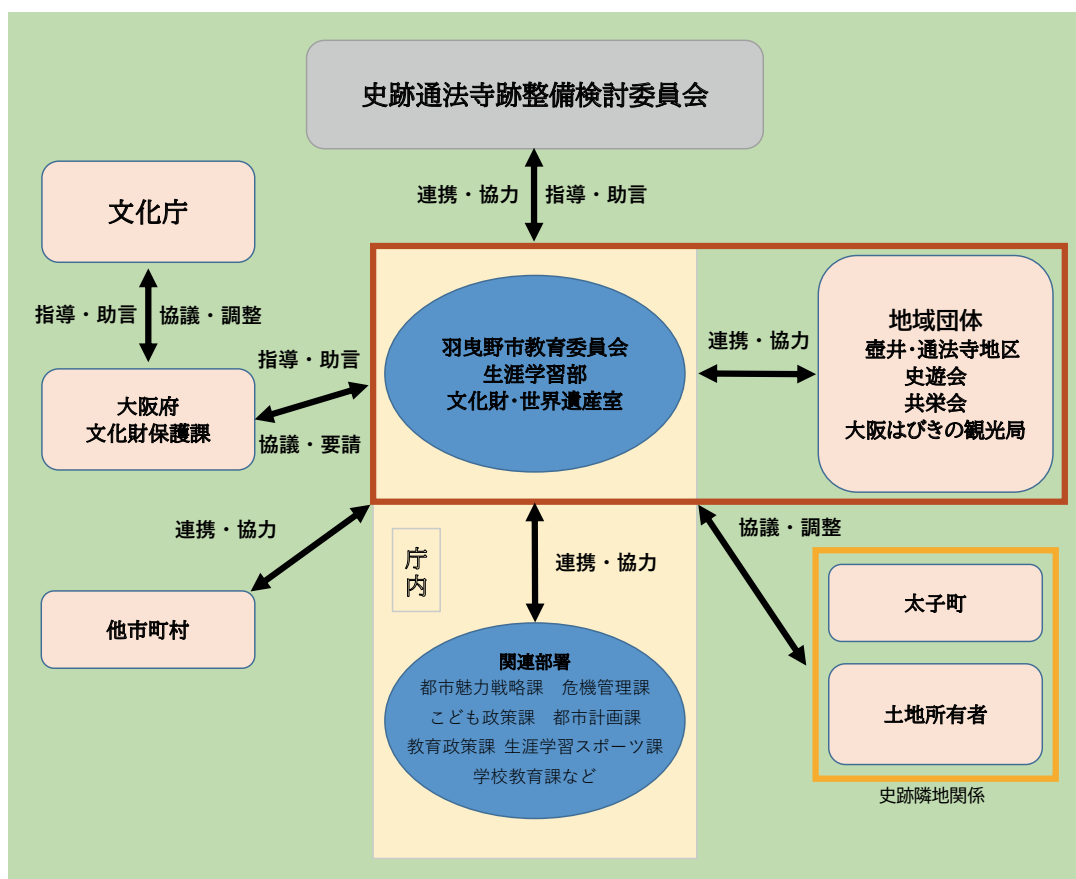 史跡通法寺跡整備検討委員会
連携・協力
指導・助言
文化庁
指導・助言
協議・調整
大阪府
文化財保護課
指導・助言
協議・要請
羽曳野市教育委員会
生涯学習部
文化財・世界遺産室
連携・協力
地域団体
壺井・通法寺地区
史遊会
共栄会
大阪はびきの観光局
連携・協力
他市町村
庁内
連携・協力
関連部署
都市魅力戦略課 危機管理課
こども政策課 都市計画課
教育政策課 生涯学習スポーツ課
学校教育課など
協議・調整
太子町
土地所有者
史跡隣地関係